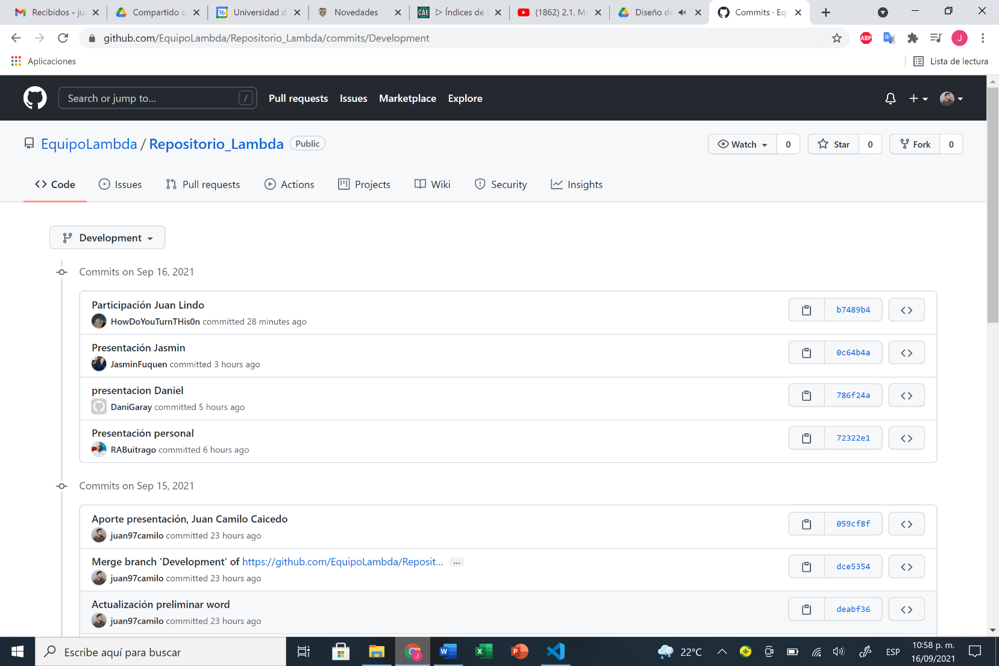 Recibidos - ju
Compartido c
16
Universidad d
Novedades
CAE
▷ Índices de
(1862) 2.1. Mo
Diseño de
Commits · Equ
github.com/EquipoLambda/Repositorio_Lambda/commits/Development
ABP
J
Aplicaciones
Lista de lectura
Search or jump to...
/
Pull requests
Issues
Marketplace
Explore
EquipoLambda / Repositorio_Lambda
Public
Watch
0
Star
0
Fork
0
Code
Issues
Pull requests
Actions
Projects
Wiki
Security
Insights
Development
Commits on Sep 16, 2021
Participación Juan Lindo
b7489b4
HowDoYouTurnTHis0n committed 28 minutes ago
Presentación Jasmin
0c64b4a
JasminFuquen committed 3 hours ago
presentacion Daniel
786f24a
DaniGaray committed 5 hours ago
Presentación personal
72322e1
RABuitrago committed 6 hours ago
Commits on Sep 15, 2021
Aporte presentación, Juan Camilo Caicedo
059cf8f
juan97camilo committed 23 hours ago
Merge branch 'Development' of https://github.com/EquipoLambda/Reposit... ...
dce5354
juan97camilo committed 23 hours ago
Actualización preliminar word
deabf36
juan97camilo committed 23 hours ago
Escribe aquí para buscar
22°C
ESP
10:58 p. m.
16/09/2021